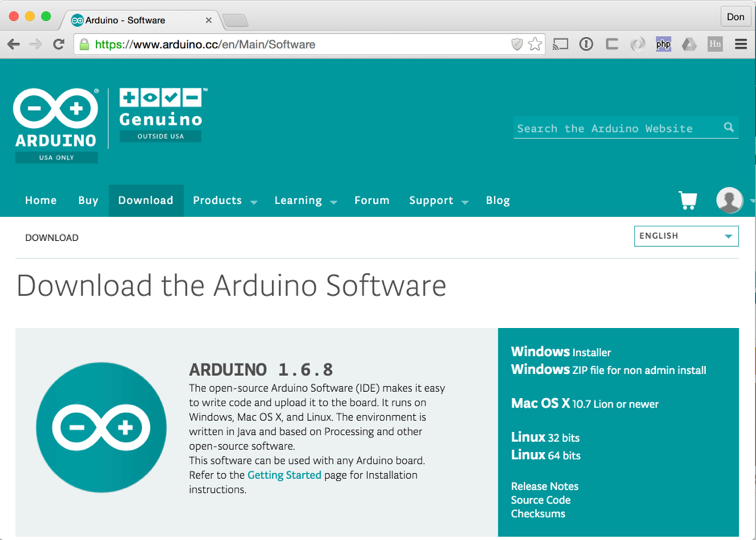 Arduino - Software
Don
https://www.arduino.cc/en/Main/Software
php
Hn
ARDUINO
USA ONLY
Genuino
OUTSIDE USA
Search the Arduino Website
Home Buy Download Products Learning Forum Support Blog
DOWNLOAD
ENGLISH
Download the Arduino Software
ARDUINO 1.6.8
The open-source Arduino Software (IDE) makes it easy
to write code and upload it to the board. It runs on
Windows, Mac OS X, and Linux. The environment is
written in Java and based on Processing and other
open-source software.
This software can be used with any Arduino board.
Refer to the Getting Started page for Installation
instructions.
Windows Installer
Windows ZIP file for non admin install
Mac OS X 10.7 Lion or newer
Linux 32 bits
Linux 64 bits
Release Notes
Source Code
Checksums